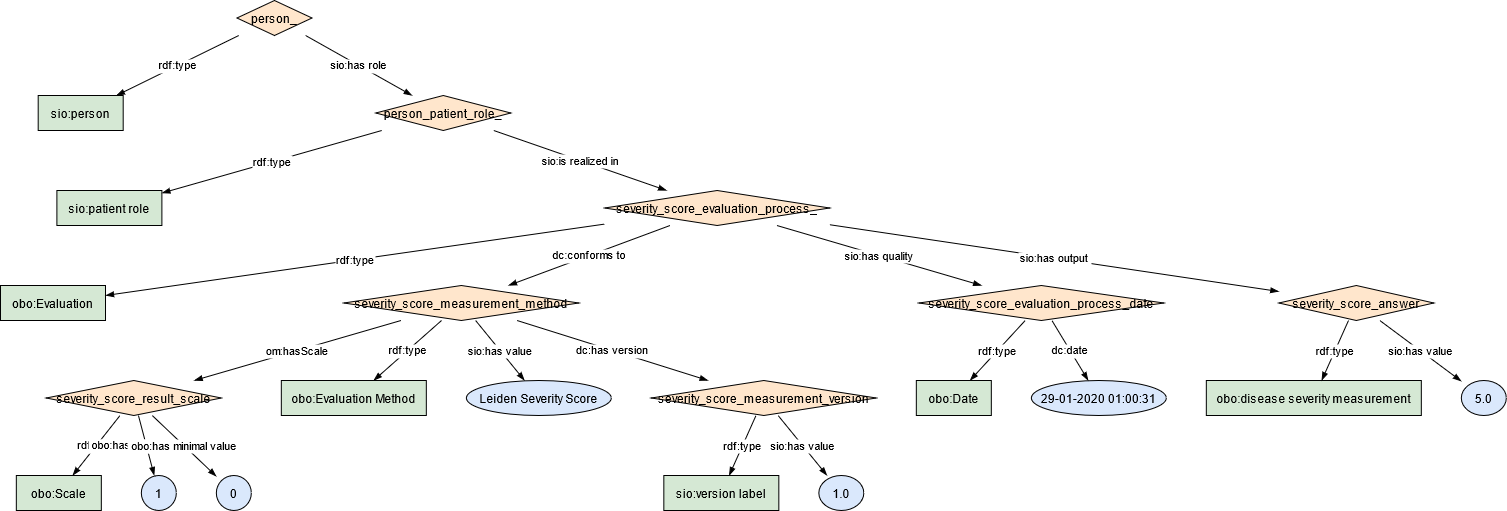 person_
rdf:type
sio:has role
sio:person
person_patient_role_
rdf:type
sio:is realized in
sio:patient role
severity_score_evaluation_process_
rdf:type
dc:conforms to
sio:has quality
sio:has output
obo:Evaluation
severity_score_measurement_method
severity_score_evaluation_process_date
severity_score_answer
om:hasScale
rdf:type
sio:has value
dc:has version
rdf:type
dc:date
rdf:type
sio:has value
severity_score_result_scale
obo:Evaluation Method
Leiden Severity Score
severity_score_measurement_version
obo:Date
29-01-2020 01:00:31
obo:disease severity measurement
5.0
obo:has
obo:has minimal value
rdf:type
sio:has value
obo:Scale
1
0
sio:version label
1.0